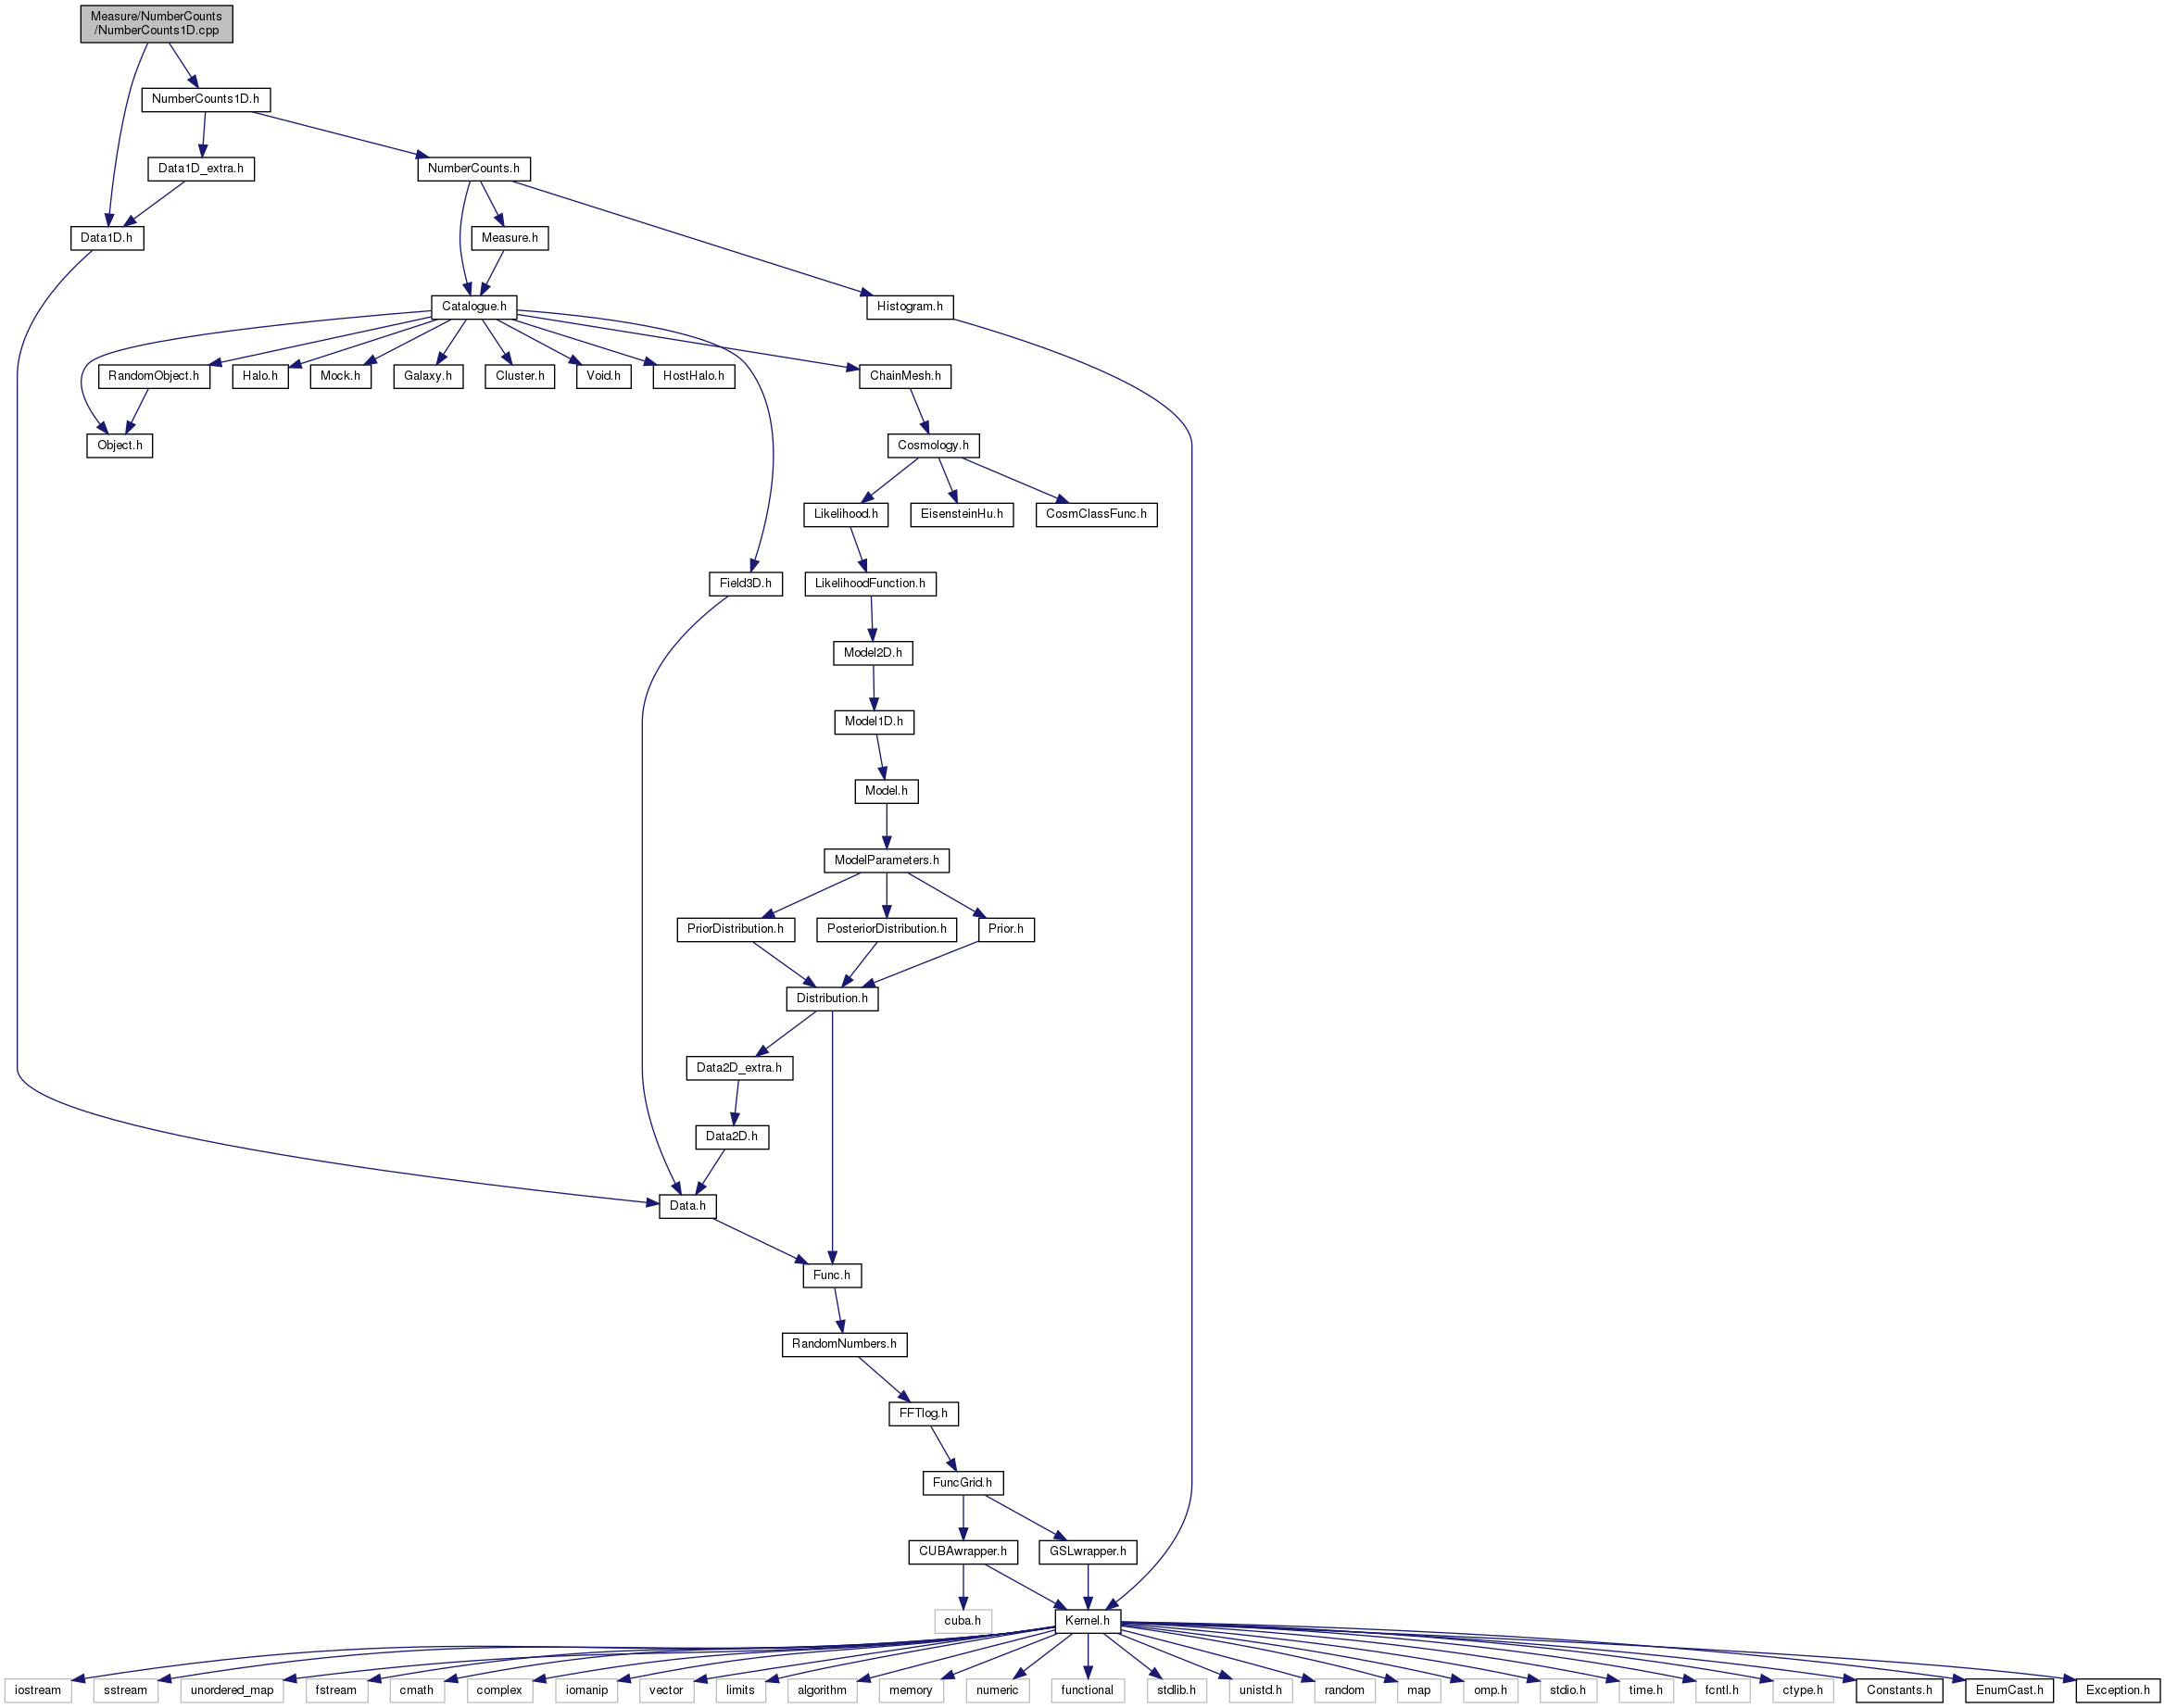 Measure/NumberCounts
/NumberCounts1D.cpp
NumberCounts1D.h
Data1D_extra.h
NumberCounts.h
Data1D.h
Measure.h
Catalogue.h
Histogram.h
RandomObject.h
Halo.h
Mock.h
Galaxy.h
Cluster.h
Void.h
HostHalo.h
ChainMesh.h
Object.h
Cosmology.h
Likelihood.h
EisensteinHu.h
CosmClassFunc.h
Field3D.h
LikelihoodFunction.h
Model2D.h
Model1D.h
Model.h
ModelParameters.h
PriorDistribution.h
PosteriorDistribution.h
Prior.h
Distribution.h
Data2D_extra.h
Data2D.h
Data.h
Func.h
RandomNumbers.h
FFTlog.h
FuncGrid.h
CUBAwrapper.h
GSLwrapper.h
cuba.h
Kernel.h
iostream
sstream
unordered_map
fstream
cmath
complex
iomanip
vector
limits
algorithm
memory
numeric
functional
stdlib.h
unistd.h
random
map
omp.h
stdio.h
time.h
fcntl.h
ctype.h
Constants.h
EnumCast.h
Exception.h